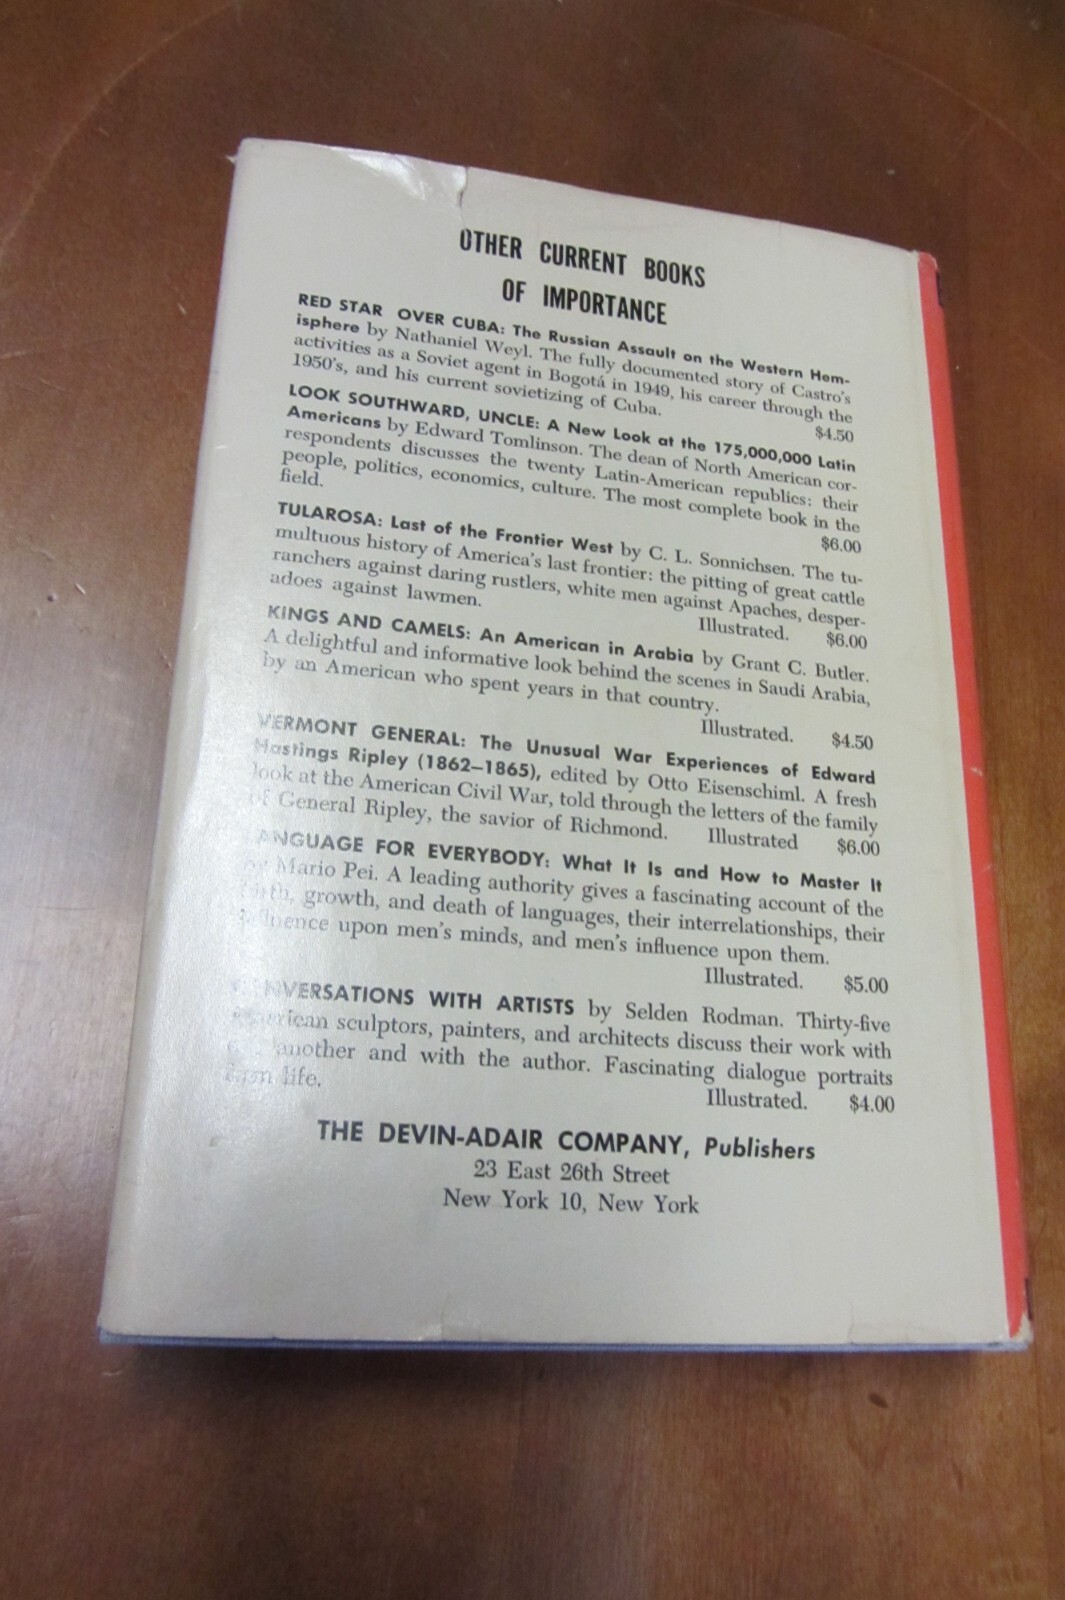 OTHER CURRENT BOOKS
OF IMPORTANCE
RED STAR OVER CUBA: The Russian Assault on the Western Hem-
isphere by Nathaniel Weyl. The fully documented story of Castro's
activities as a Soviet agent in Bogotá in 1949, his career through the
1950's, and his current sovietizing of Cuba. $4.50
LOOK SOUTHWARD, UNCLE: A New Look at the 175,000,000 Latin
Americans by Edward Tomlinson. The dean of North American cor-
respondents discusses the twenty Latin-American republics: their
people, politics, economics, culture. The most complete book in the
field. $6.00
TULAROSA: Last of the Frontier West by C. L. Sonnichsen. The tu-
multuous history of America's last frontier: the pitting of great cattle
ranchers against daring rustlers, white men against Apaches, desper-
adoes against lawmen. Illustrated. $6.00
KINGS AND CAMELS: An American in Arabia by Grant C. Butler.
A delightful and informative look behind the scenes in Saudi Arabia,
by an American who spent years in that country.
Illustrated. $4.50
VERMONT GENERAL: The Unusual War Experiences of Edward
Hastings Ripley (1862–1865), edited by Otto Eisenschiml. A fresh
look at the American Civil War, told through the letters of the family
of General Ripley, the savior of Richmond. Illustrated $6.00
LANGUAGE FOR EVERYBODY: What It Is and How to Master It
by Mario Pei. A leading authority gives a fascinating account of the
birth, growth, and death of languages, their interrelationships, their
influence upon men's minds, and men's influence upon them.
Illustrated. $5.00
CONVERSATIONS WITH ARTISTS by Selden Rodman. Thirty-five
American sculptors, painters, and architects discuss their work with
one another and with the author. Fascinating dialogue portraits
from life. Illustrated. $4.00
THE DEVIN-ADAIR COMPANY, Publishers
23 East 26th Street
New York 10, New York